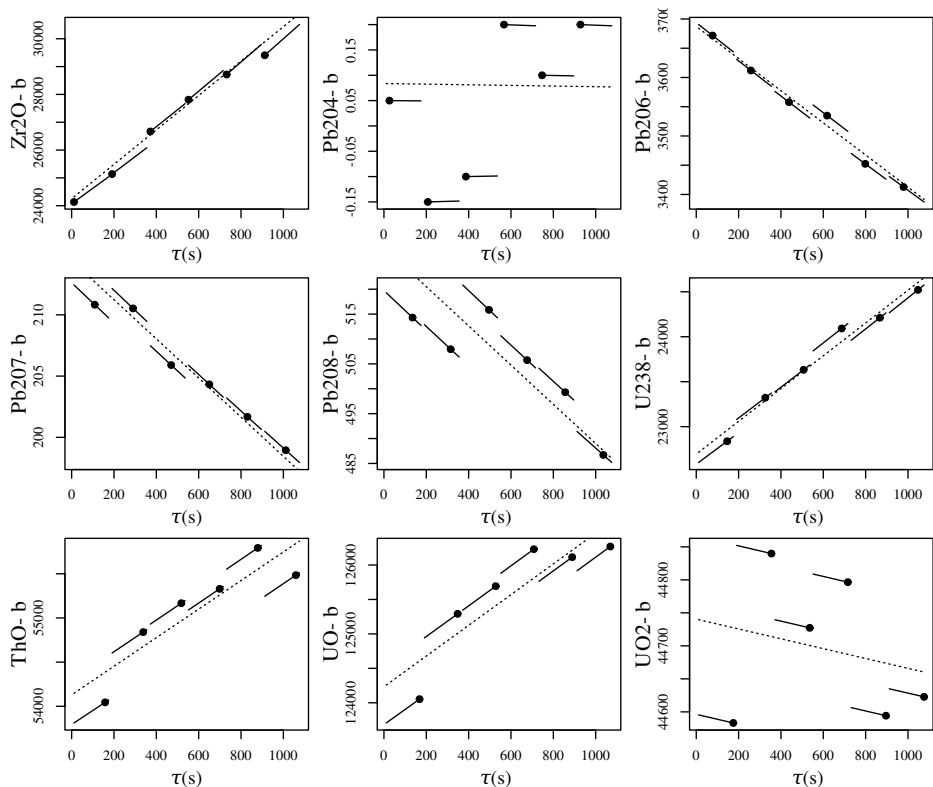 Zr2O- b
30000
28000
26000
24000
0 200 400 600 800 1000
τ(s)
Pb204- b
0.15
0.05
-0.05
-0.15
0 200 400 600 800 1000
τ(s)
Pb206- b
3700
3600
3500
3400
0 200 400 600 800 1000
τ(s)
Pb207- b
210
205
200
0 200 400 600 800 1000
τ(s)
Pb208- b
515
505
495
485
0 200 400 600 800 1000
τ(s)
U238- b
24000
23000
0 200 400 600 800 1000
τ(s)
ThO- b
55000
54000
0 200 400 600 800 1000
τ(s)
UO- b
126000
125000
124000
0 200 400 600 800 1000
τ(s)
UO2- b
44800
44700
44600
0 200 400 600 800 1000
τ(s)